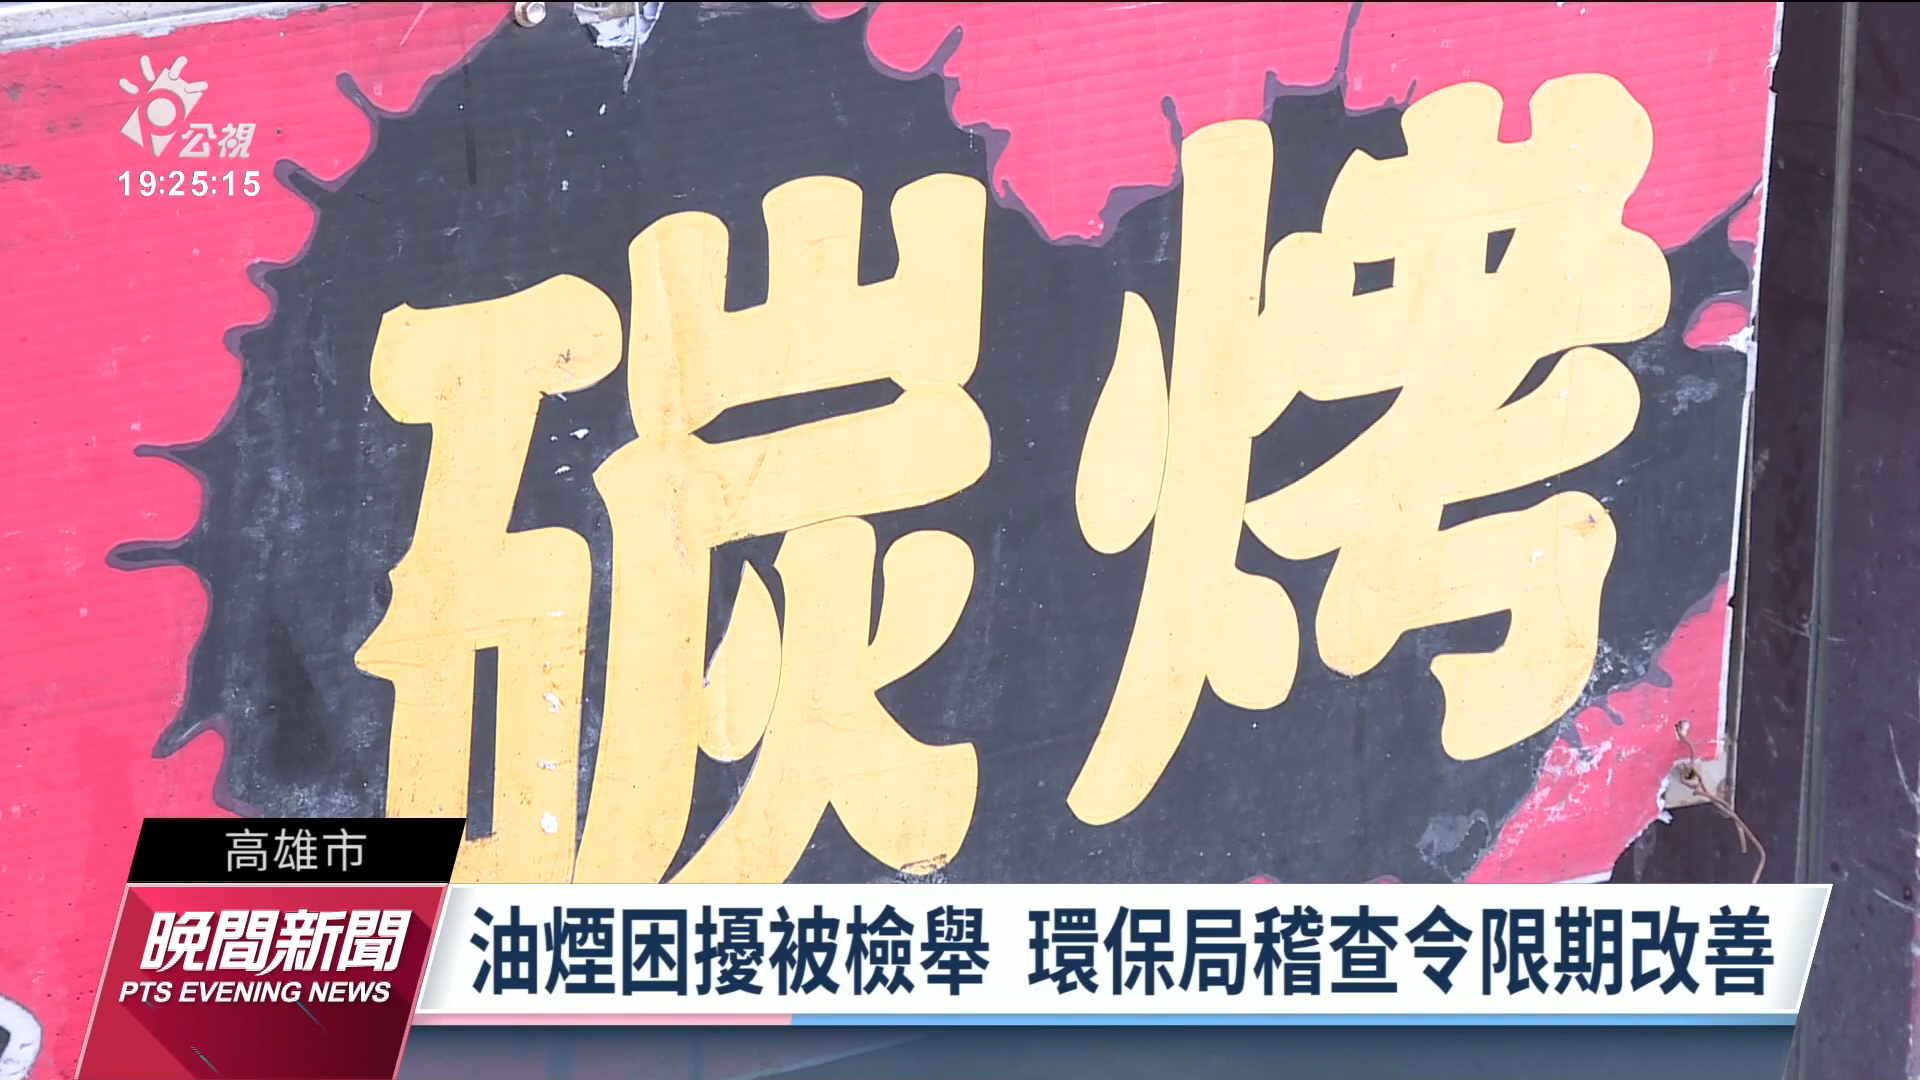 公視
19:25:15
碳烤
高雄市
晚間新聞
PTS EVENING NEWS
油煙困擾被檢舉 環保局稽查令限期改善